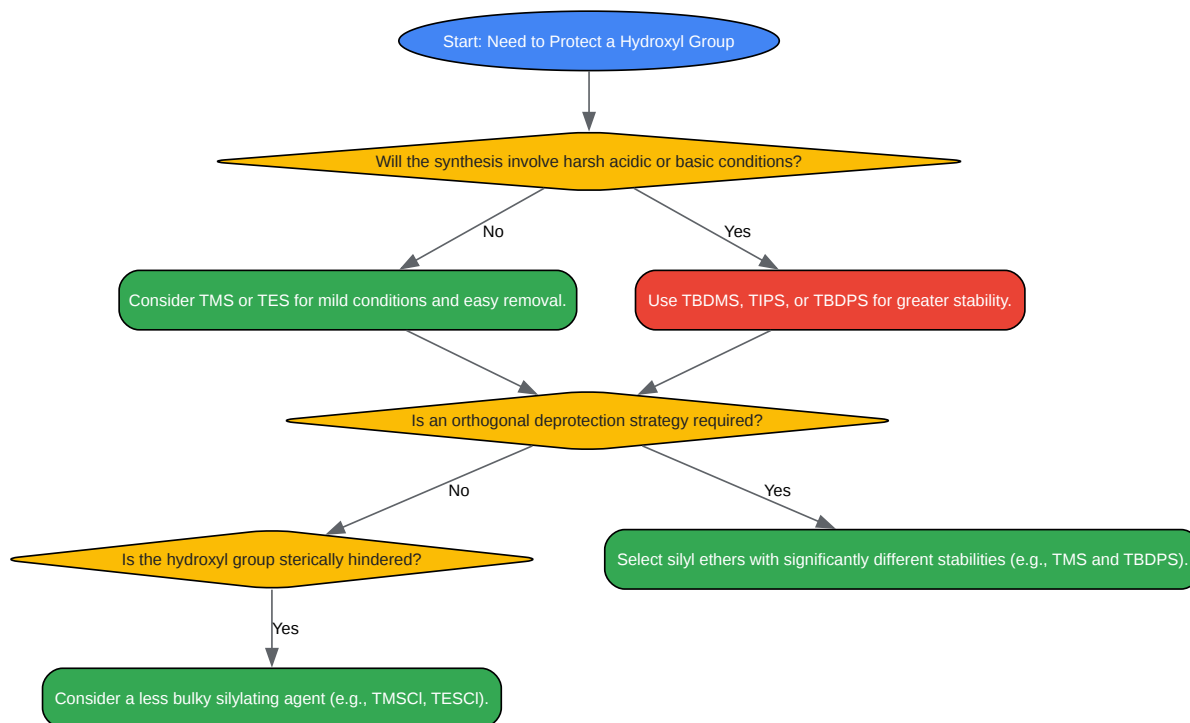 Start: Need to Protect a Hydroxyl Group
Will the synthesis involve harsh acidic or basic conditions?
No
Yes
Consider TMS or TES for mild conditions and easy removal.
Use TBDMS, TIPS, or TBDPS for greater stability.
Is an orthogonal deprotection strategy required?
No
Yes
Is the hydroxyl group sterically hindered?
Select silyl ethers with significantly different stabilities (e.g., TMS and TBDPS).
Yes
Consider a less bulky silylating agent (e.g., TMSCl, TESCl).